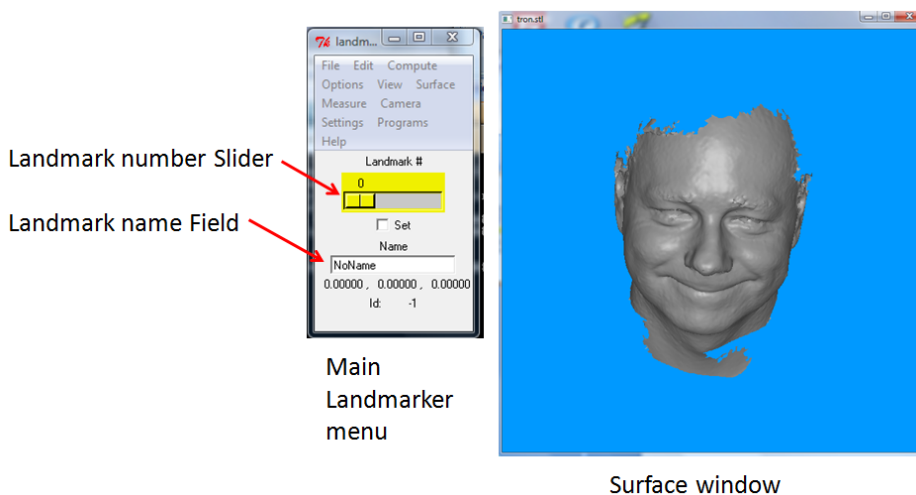 landm...
File Edit Compute
Options View Surface
Measure Camera
Settings Programs
Help
Landmark #
0
Set
Name
NoName
0.00000 , 0.00000 , 0.00000
Id: -1
Landmark number Slider
Landmark name Field
Main
Landmarker
menu
tron.stl
Surface window